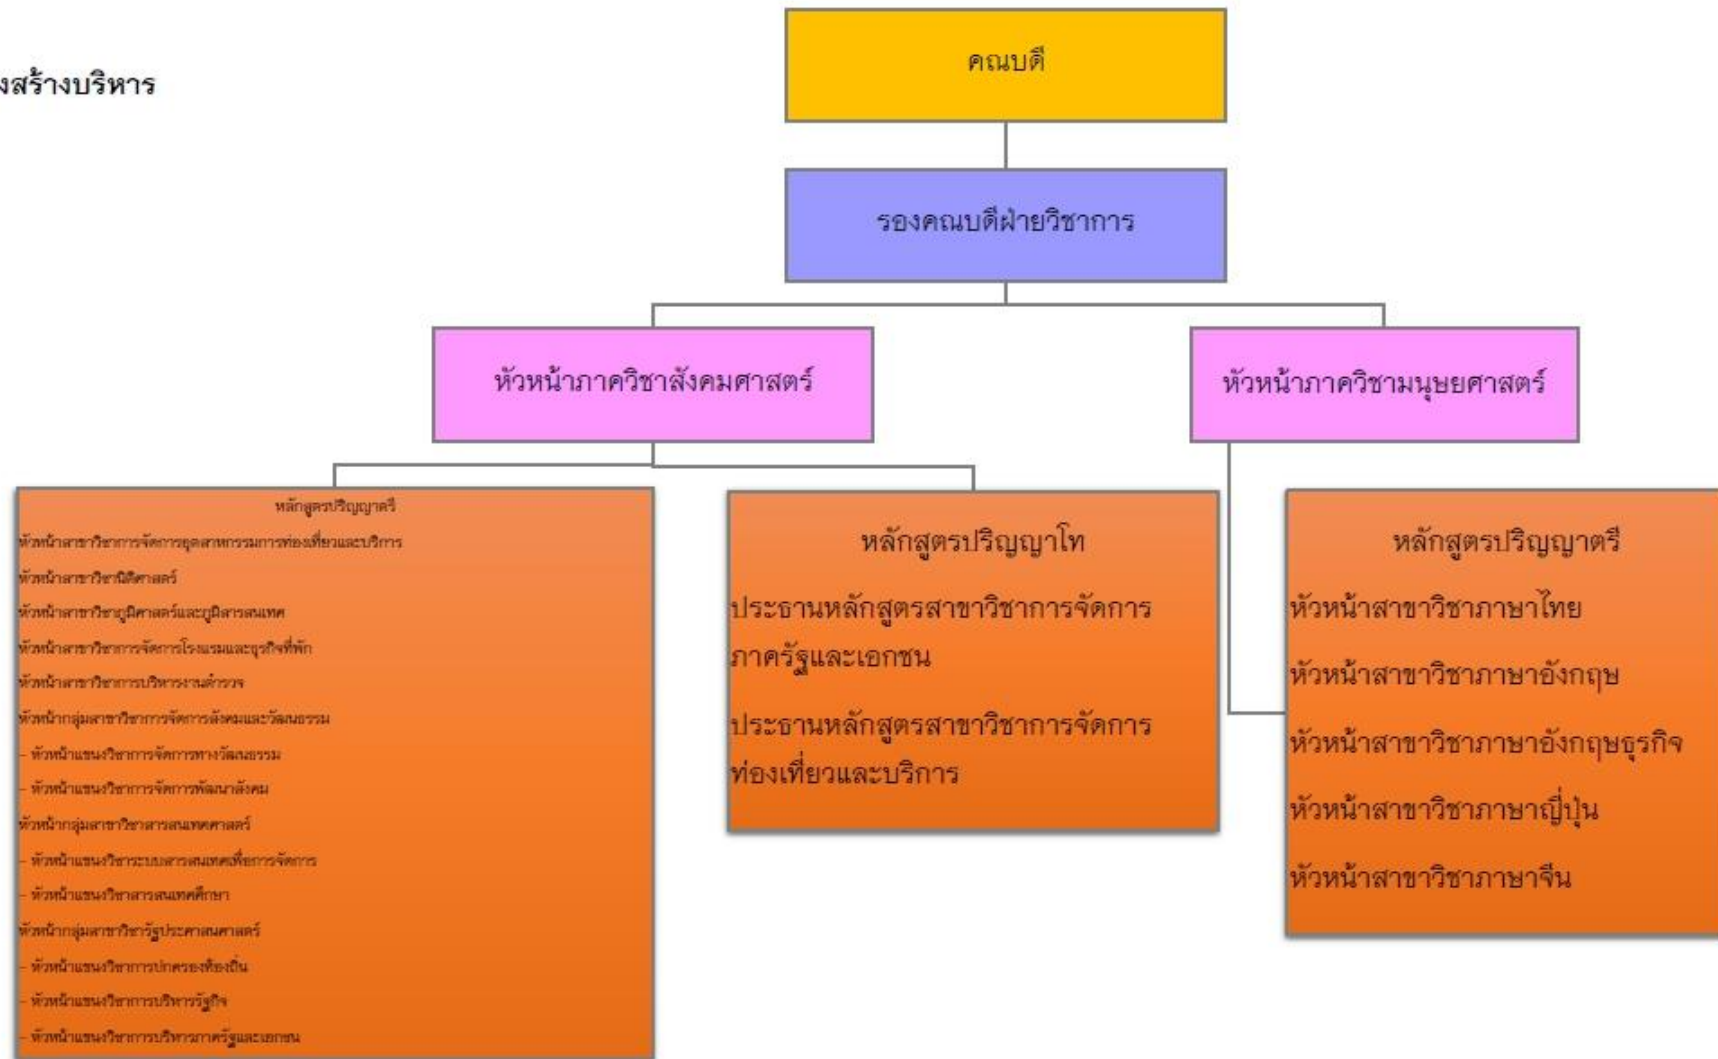 งสร้างบริหาร
คณบดี
รองคณบดีฝ่ายวิชาการ
หัวหน้าภาควิชาสังคมศาสตร์
หัวหน้าภาควิชามนุษยศาสตร์
หลักสูตรปริญญาตรี
หัวหน้าสาขาวิชาการจัดการอุตสาหกรรมการท่องเที่ยวและบริการ
หัวหน้าสาขาวิชานิติศาสตร์
หัวหน้าสาขาวิชาภูมิศาสตร์และภูมิสารสนเทศ
หัวหน้าสาขาวิชาการจัดการโรงแรมและธุรกิจที่พัก
หัวหน้าสาขาวิชาการบริหารงานตำรวจ
หัวหน้ากลุ่มสาขาวิชาการจัดการสังคมและวัฒนธรรม
- หัวหน้าแขนงวิชาการจัดการทางวัฒนธรรม
- หัวหน้าแขนงวิชาการจัดการพัฒนาสังคม
หัวหน้ากลุ่มสาขาวิชาสารสนเทศศาสตร์
- หัวหน้าแขนงวิชาระบบสารสนเทศเพื่อการจัดการ
- หัวหน้าแขนงวิชาสารสนเทศศึกษา
หัวหน้ากลุ่มสาขาวิชารัฐประศาสนศาสตร์
- หัวหน้าแขนงวิชาการปกครองท้องถิ่น
- หัวหน้าแขนงวิชาการบริหารรัฐกิจ
- หัวหน้าแขนงวิชาการบริหารภาครัฐและเอกชน
หลักสูตรปริญญาโท
ประธานหลักสูตรสาขาวิชาการจัดการ
ภาครัฐและเอกชน
ประธานหลักสูตรสาขาวิชาการจัดการ
ท่องเที่ยวและบริการ
หลักสูตรปริญญาตรี
หัวหน้าสาขาวิชาภาษาไทย
หัวหน้าสาขาวิชาภาษาอังกฤษ
หัวหน้าสาขาวิชาภาษาอังกฤษธุรกิจ
หัวหน้าสาขาวิชาภาษาญี่ปุ่น
หัวหน้าสาขาวิชาภาษาจีน